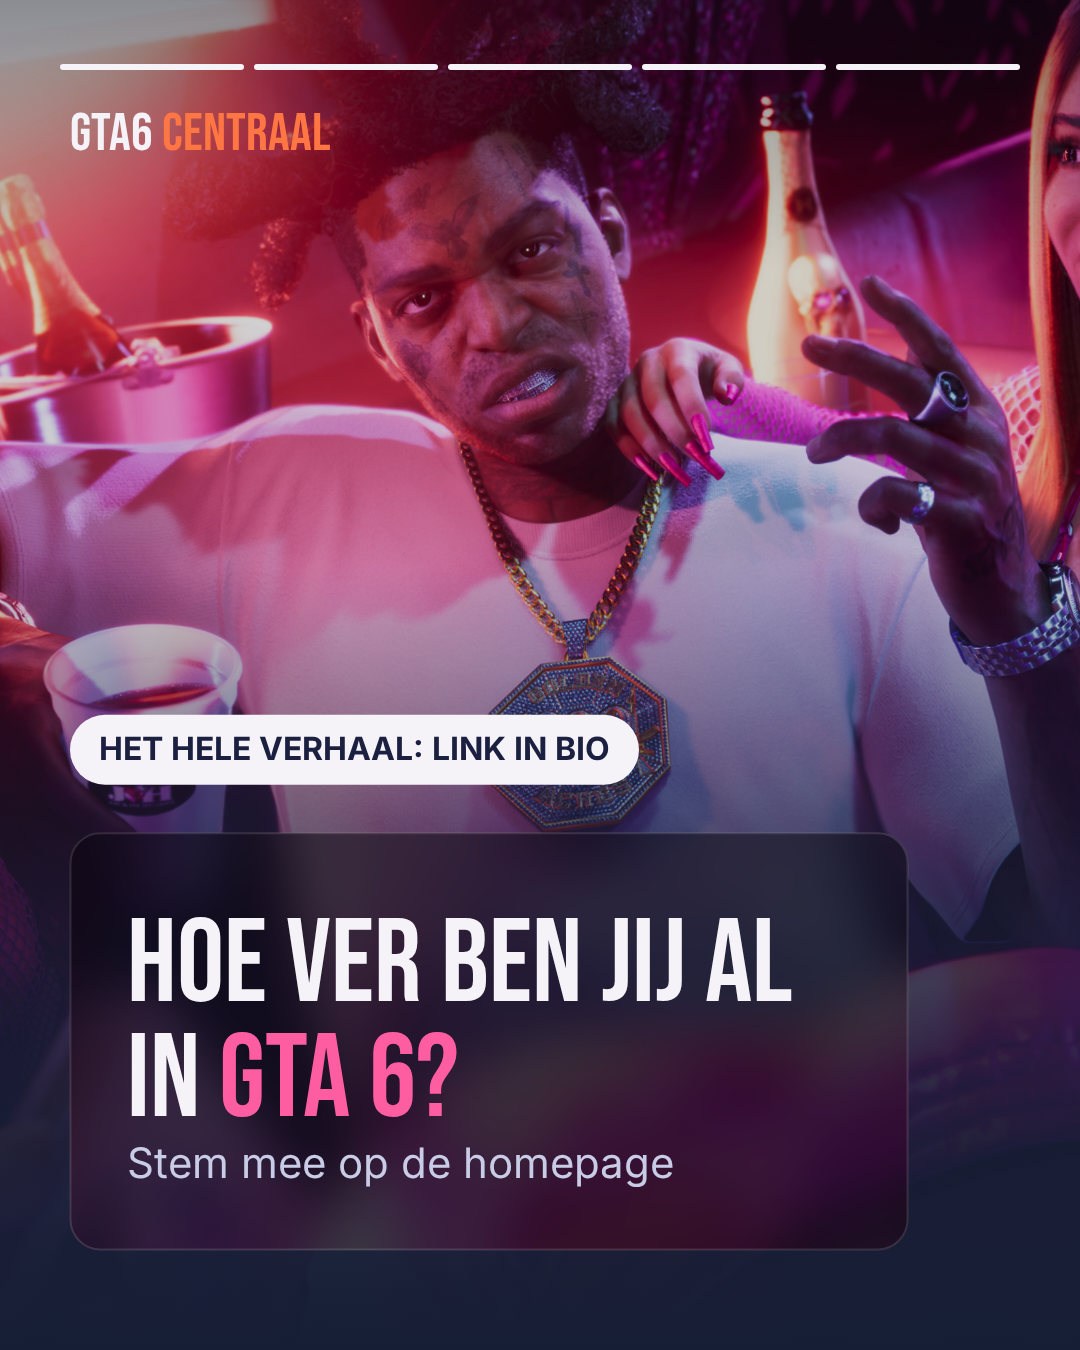 GTA6 CENTRAAL
HET HELE VERHAAL: LINK IN BIO
HOE VER BEN JIJ AL
IN GTA 6?
Stem mee op de homepage